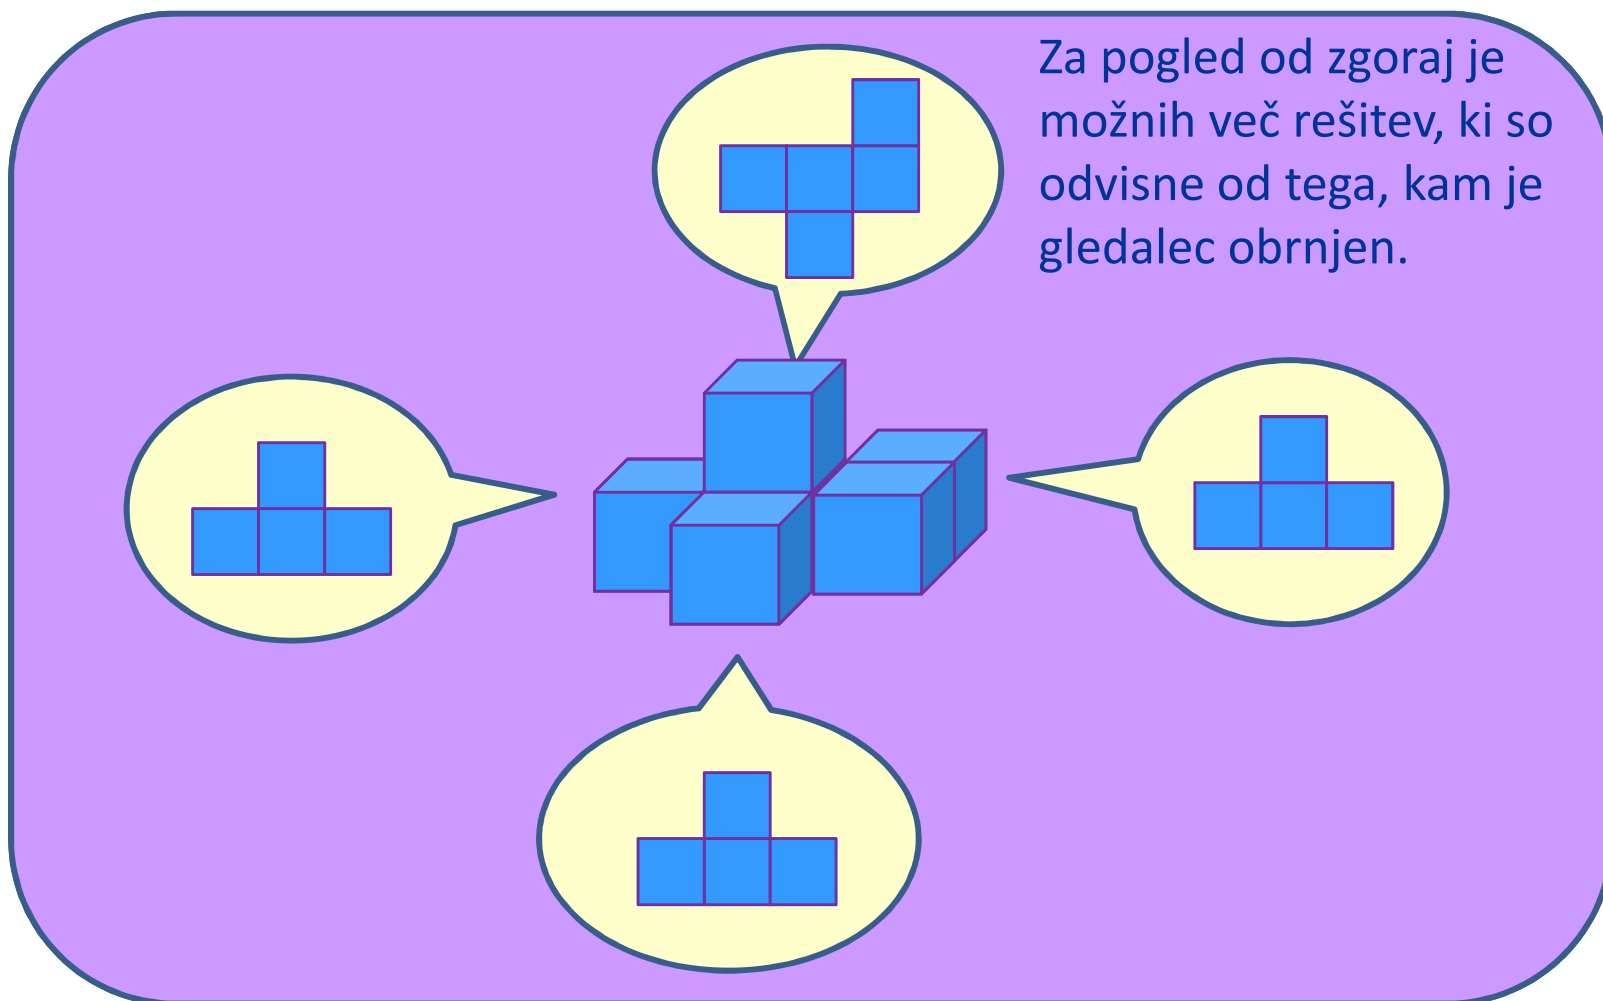 Za pogled od zgoraj je
možnih več rešitev, ki so
odvisne od tega, kam je
gledalec obrnjen.